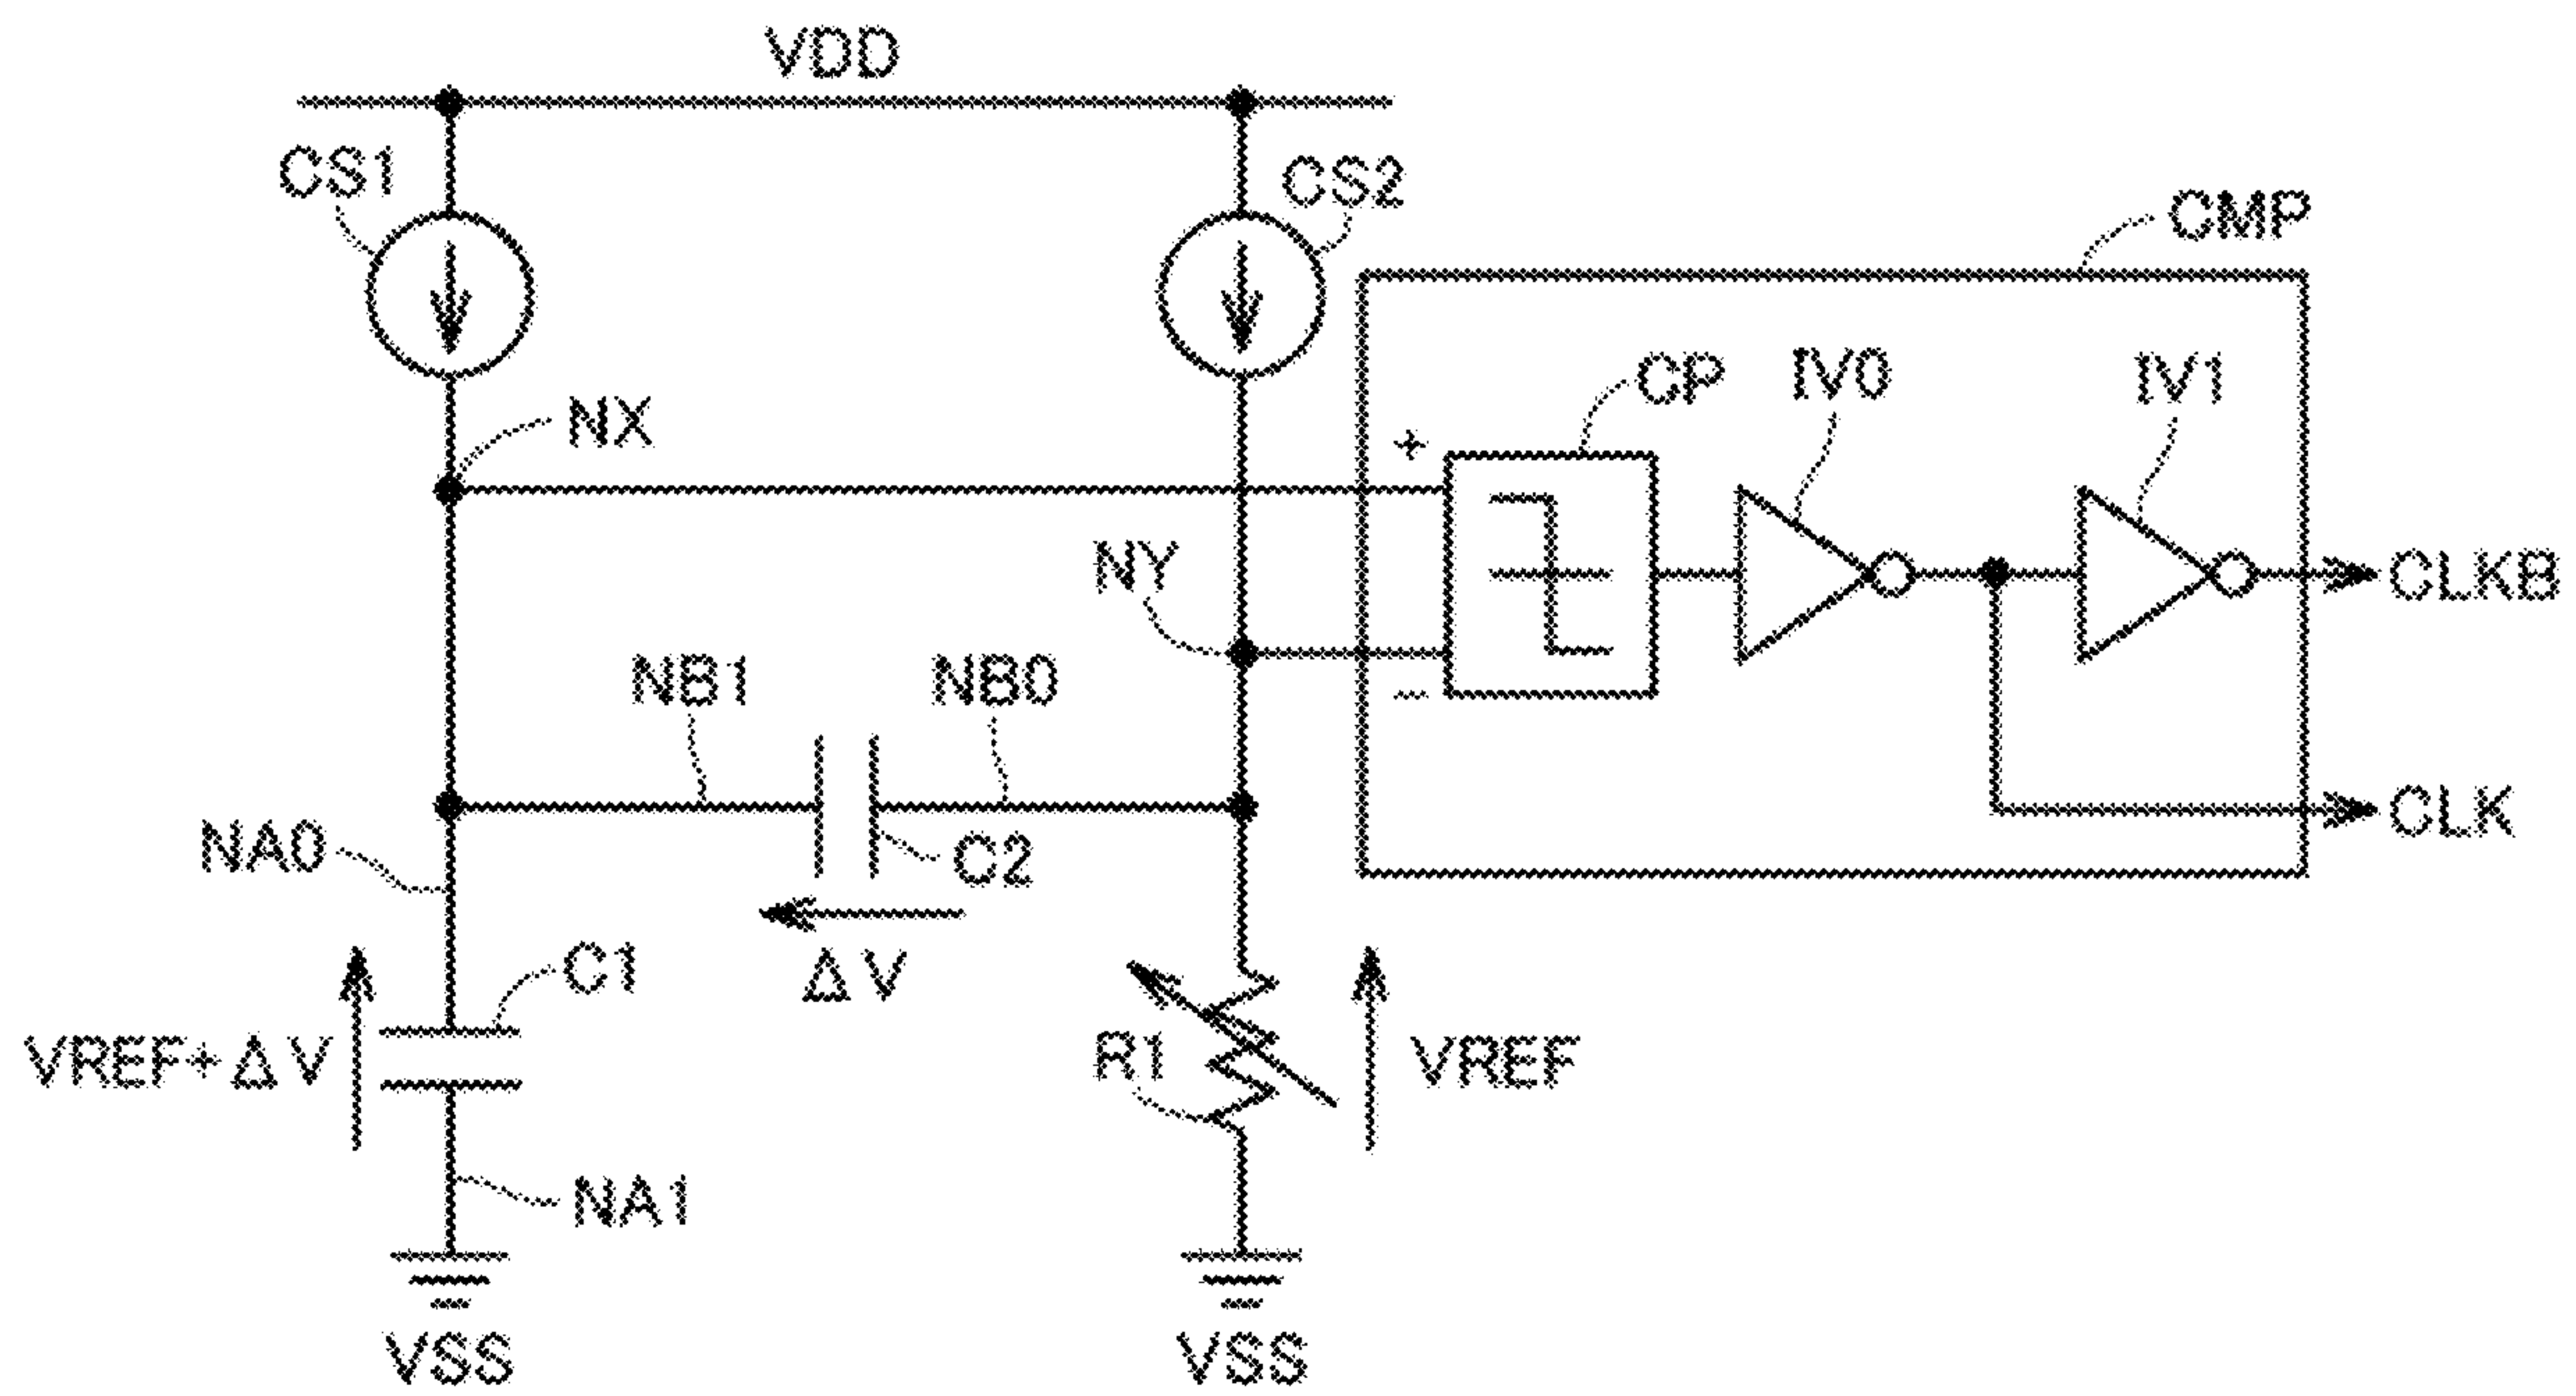 VDD
CS1
CS2
CMP
NX
+
CP
IV0
IV1
NY
CLKB
NB1
NB0
−
NA0
C2
CLK
ΔV
C1
VREF+ΔV
R1
VREF
NA1
VSS
VSS